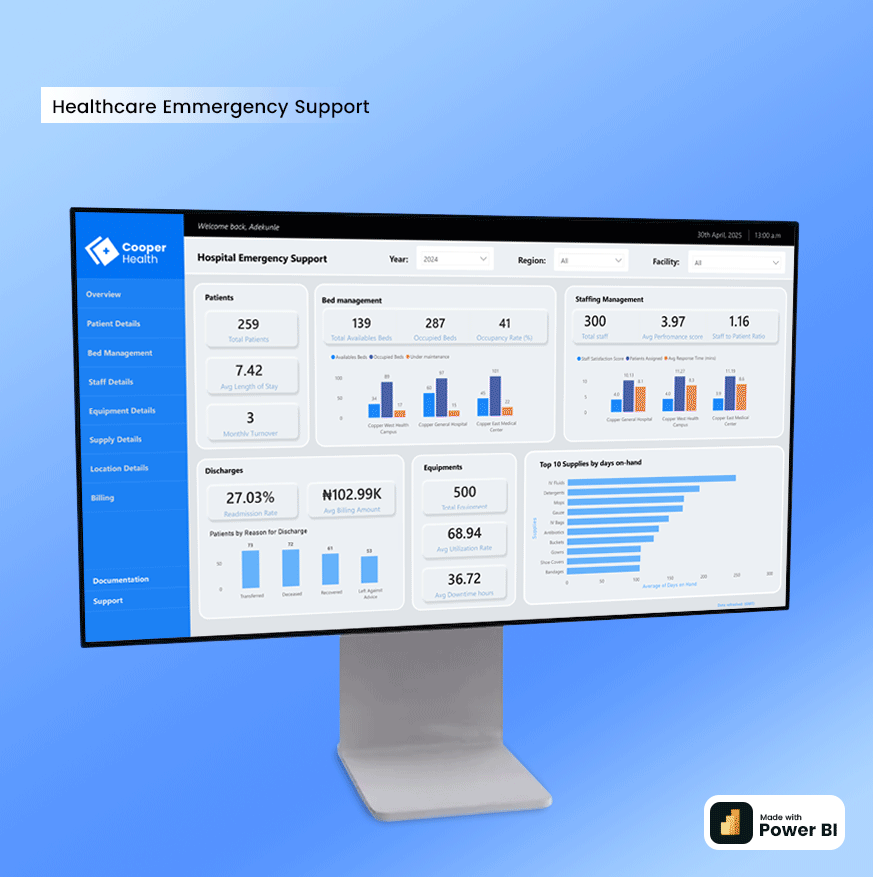 Healthcare Emmergency Support
Welcome back, Adekunle
30th April, 2025
13:00 a.m
Cooper
Health
Hospital Emergency Support
Year:
2024
Region:
All
Facility:
All
Overview
Patient Details
Bed Management
Staff Details
Equipment Details
Supply Details
Location Details
Billing
Documentation
Support
Patients
259
Total Patients
7.42
Avg Length of Stay
3
Monthly Turnover
Bed management
139
Total Availables Beds
287
Occupied Beds
41
Occupancy Rate (%)
Availables Beds
Occupied Beds
Under maintenance
100
50
0
34
89
17
60
97
15
45
101
22
Copper West Health
Campus
Copper General Hospital
Copper East Medical
Center
Staffing Management
300
Total staff
3.97
Avg Perfromance score
1.16
Staff to Patient Ratio
Staff Satisfaction Score
Patients Assigned
Avg Response Time (mins)
10
5
0
4.0
10.13
8.1
4.0
11.27
8.3
3.9
11.19
8.6
Copper General Hospital
Copper West Health
Campus
Copper East Medical
Center
Discharges
27.03%
Readmission Rate
₦102.99K
Avg Billing Amount
Patients by Reason for Discharge
50
0
73
72
61
53
Transferred
Deceased
Recovered
Left Against
Advice
Equipments
500
Total Equipment
68.94
Avg Utilization Rate
36.72
Avg Downtime hours
Top 10 Supplies by days on-hand
Supplies
IV Fluids
Detergents
Mops
Gauze
IV Bags
Antibiotics
Buckets
Gowns
Shoe Covers
Bandages
0
50
100
150
200
250
300
Average of Days on Hand
Made with
Power BI